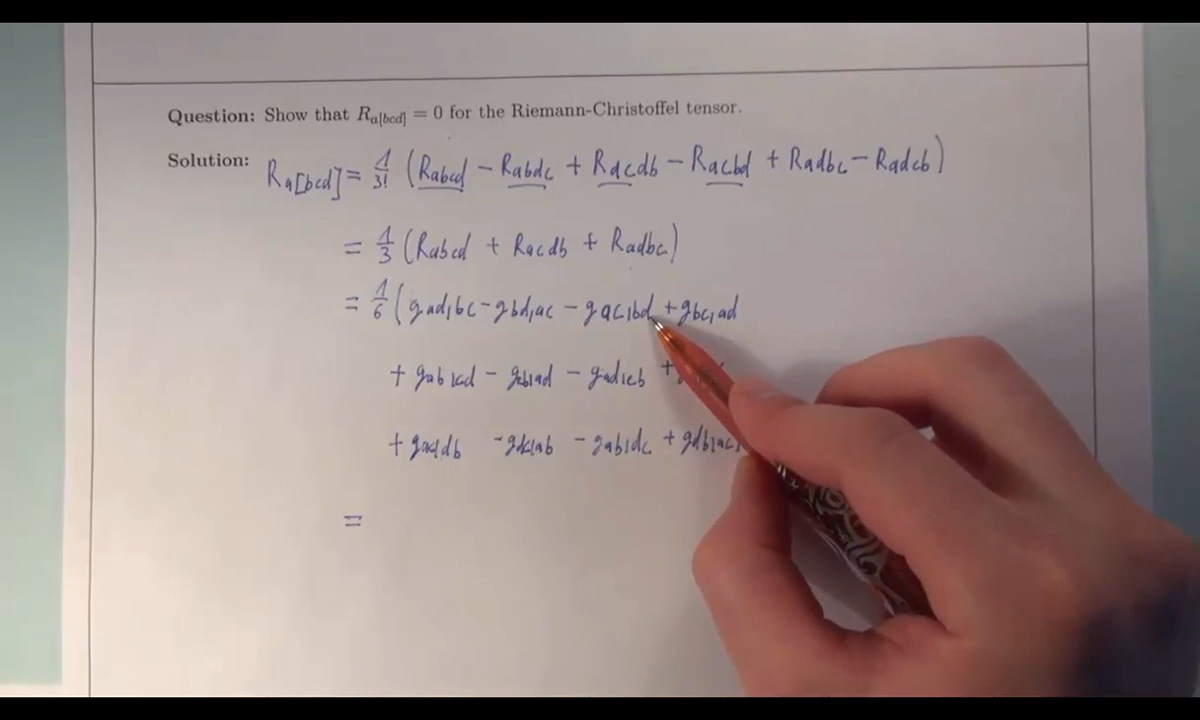 Question: Show that R_{a[bcd]} = 0 for the Riemann-Christoffel tensor.
Solution: R_{a[bcd]} = 1/3! (R_{abcd} - R_{abdc} + R_{acdb} - R_{acbd} + R_{adbc} - R_{adcb})
= 1/3 (R_{abcd} + R_{acdb} + R_{adbc})
= 1/6 (g_{ad,bc} - g_{bd,ac} - g_{ac,bd} + g_{bc,ad}
+ g_{ab,cd} - g_{cb,ad} - g_{ad,cb} +
+ g_{ac,db} - g_{dc,ab} - g_{ab,dc} + g_{db,ac}
=